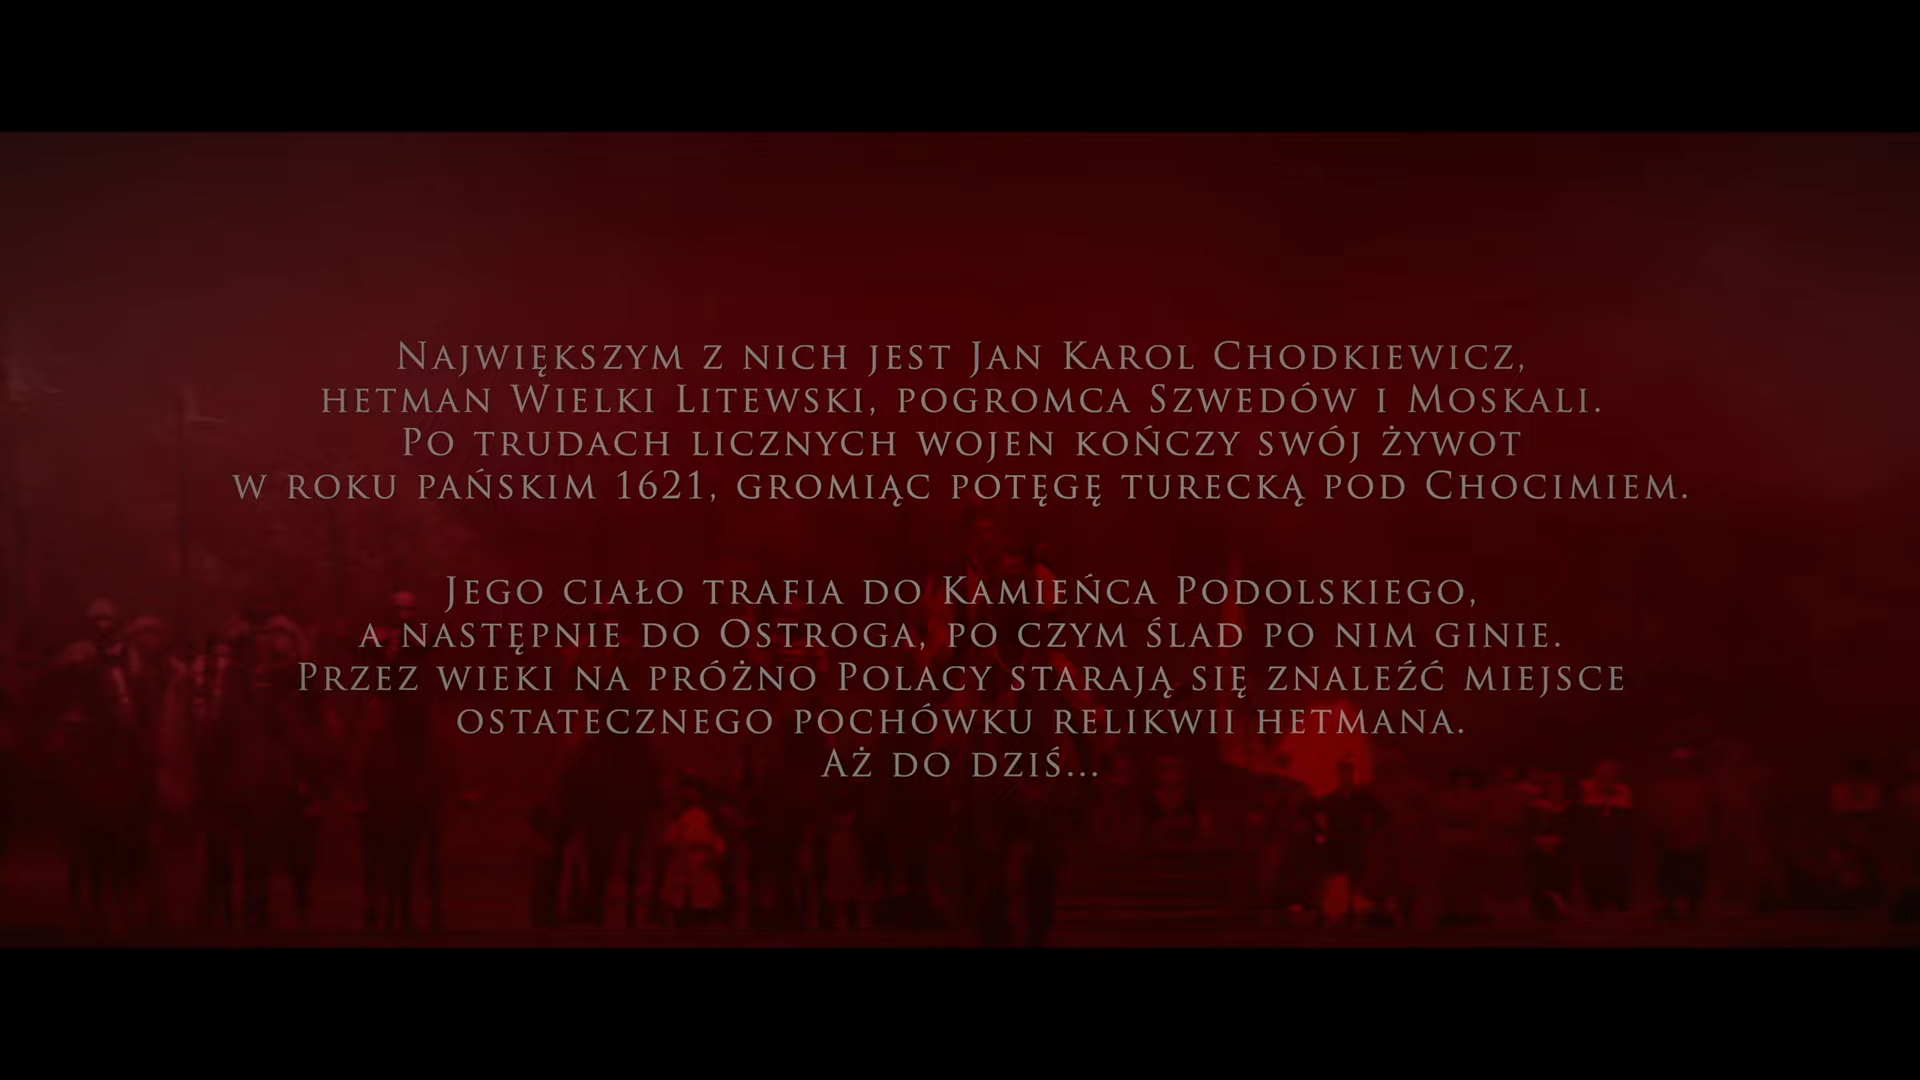 Największym z nich jest Jan Karol Chodkiewicz,
hetman Wielki Litewski, pogromca Szwedów i Moskali.
Po trudach licznych wojen kończy swój żywot
w roku pańskim 1621, gromiąc potęgę turecką pod Chocimiem.
Jego ciało trafia do Kamieńca Podolskiego,
a następnie do Ostroga, po czym ślad po nim ginie.
Przez wieki na próżno Polacy starają się znaleźć miejsce
ostatecznego pochówku relikwii hetmana.
Aż do dziś...